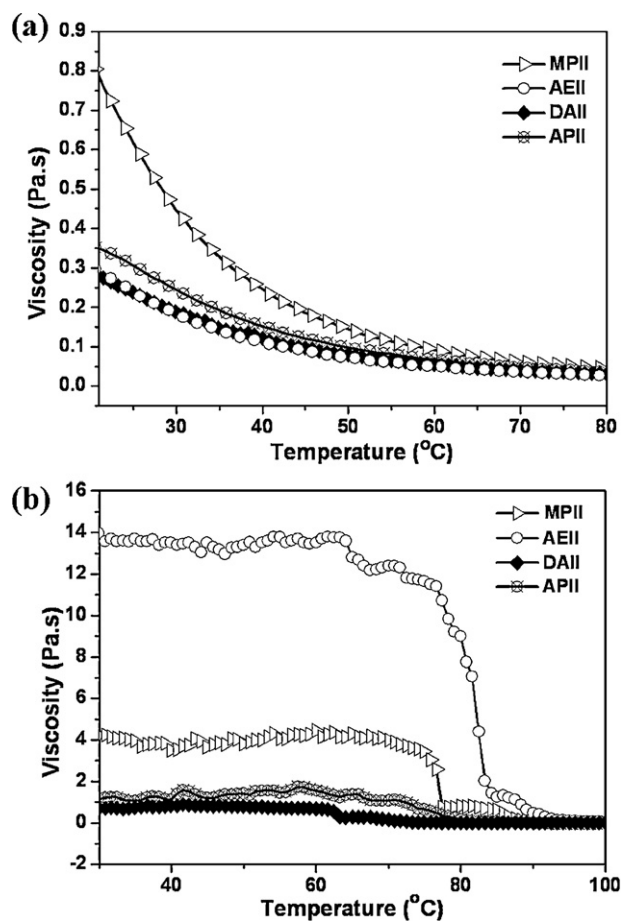 (a)
0.9
0.8
0.7
0.6
0.5
0.4
0.3
0.2
0.1
0.0
Viscosity (Pa.s)
MPII
AEII
DAII
APII
30 40 50 60 70 80
Temperature (°C)
(b)
16
14
12
10
8
6
4
2
0
-2
Viscosity (Pa.s)
MPII
AEII
DAII
APII
40 60 80 100
Temperature (°C)